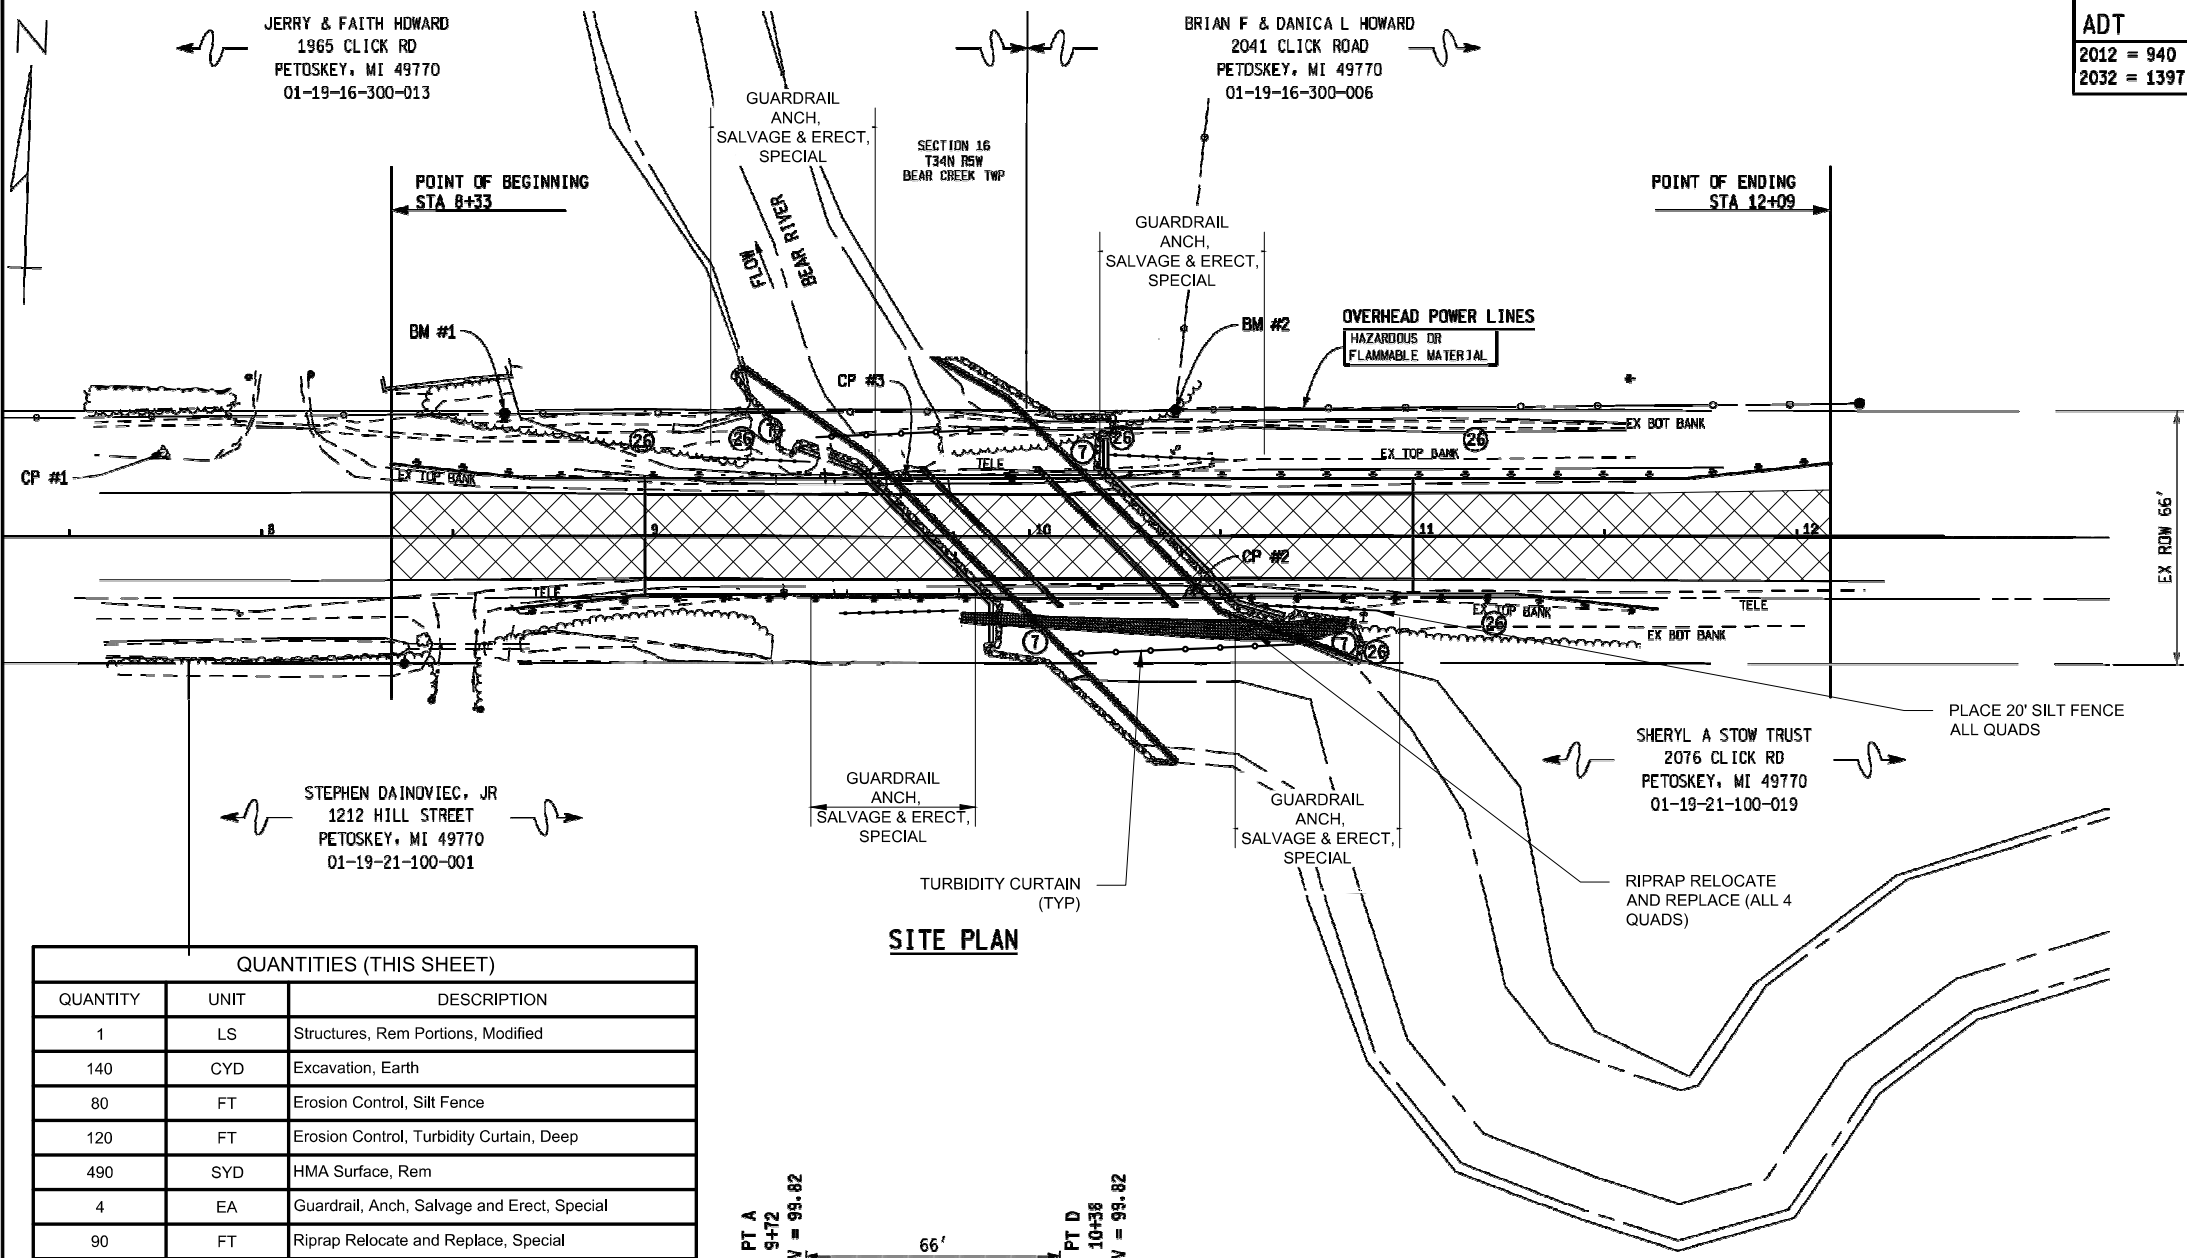 N
JERRY & FAITH HOWARD
1965 CLICK RD
PETOSKEY, MI 49770
01-19-16-300-013
BRIAN F & DANICA L HOWARD
2041 CLICK ROAD
PETOSKEY, MI 49770
01-19-16-300-006
ADT
2012 = 940
2032 = 1397
GUARDRAIL
ANCH,
SALVAGE & ERECT,
SPECIAL
SECTION 16
T34N R5W
BEAR CREEK TWP
POINT OF BEGINNING
STA 8+33
POINT OF ENDING
STA 12+09
FLOW
BEAR RIVER
GUARDRAIL
ANCH,
SALVAGE & ERECT,
SPECIAL
BM #1
BM #2
OVERHEAD POWER LINES
HAZARDOUS OR
FLAMMABLE MATERIAL
CP #3
CP #1
26
26
7
7
26
26
EX BOT BANK
EX TOP BANK
TELE
EX TOP BANK
8
9
10
11
12
EX ROW 66'
CP #2
TELE
EX TOP BANK
TELE
26
EX BOT BANK
7
7
26
PLACE 20' SILT FENCE
ALL QUADS
SHERYL A STOW TRUST
2076 CLICK RD
PETOSKEY, MI 49770
01-19-21-100-019
STEPHEN DAINOVIEC, JR
1212 HILL STREET
PETOSKEY, MI 49770
01-19-21-100-001
GUARDRAIL
ANCH,
SALVAGE & ERECT,
SPECIAL
GUARDRAIL
ANCH,
SALVAGE & ERECT,
SPECIAL
TURBIDITY CURTAIN
(TYP)
RIPRAP RELOCATE
AND REPLACE (ALL 4
QUADS)
SITE PLAN
QUANTITIES (THIS SHEET)
QUANTITY UNIT DESCRIPTION
1 LS Structures, Rem Portions, Modified
140 CYD Excavation, Earth
80 FT Erosion Control, Silt Fence
120 FT Erosion Control, Turbidity Curtain, Deep
490 SYD HMA Surface, Rem
4 EA Guardrail, Anch, Salvage and Erect, Special
90 FT Riprap Relocate and Replace, Special
PT A
9+72
V = 99.82
66'
PT D
10+38
V = 99.82